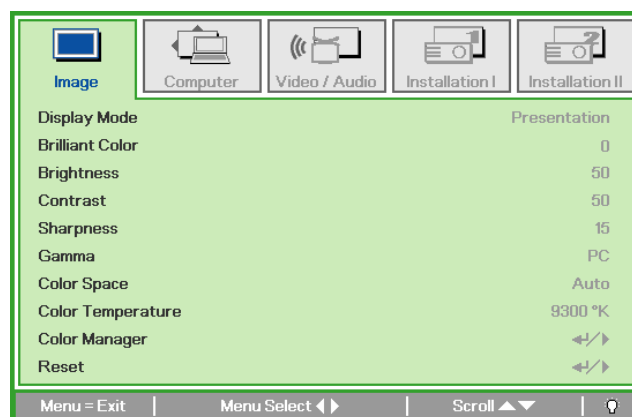 Image Computer Video / Audio Installation I Installation II
Display Mode Presentation
Brilliant Color 0
Brightness 50
Contrast 50
Sharpness 15
Gamma PC
Color Space Auto
Color Temperature 9300 °K
Color Manager
Reset
Menu = Exit Menu Select Scroll